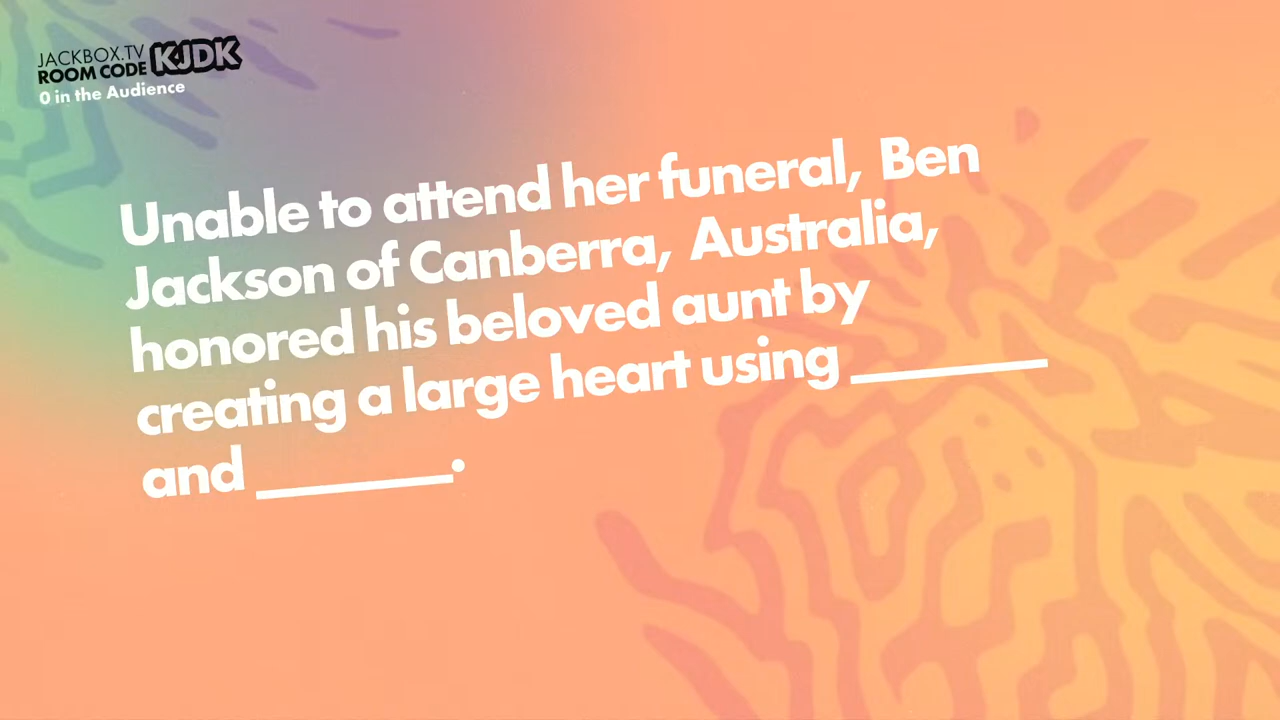 JACKBOX.TV
ROOM CODE KJDK
0 in the Audience
Unable to attend her funeral, Ben
Jackson of Canberra, Australia,
honored his beloved aunt by
creating a large heart using ________
and ________.